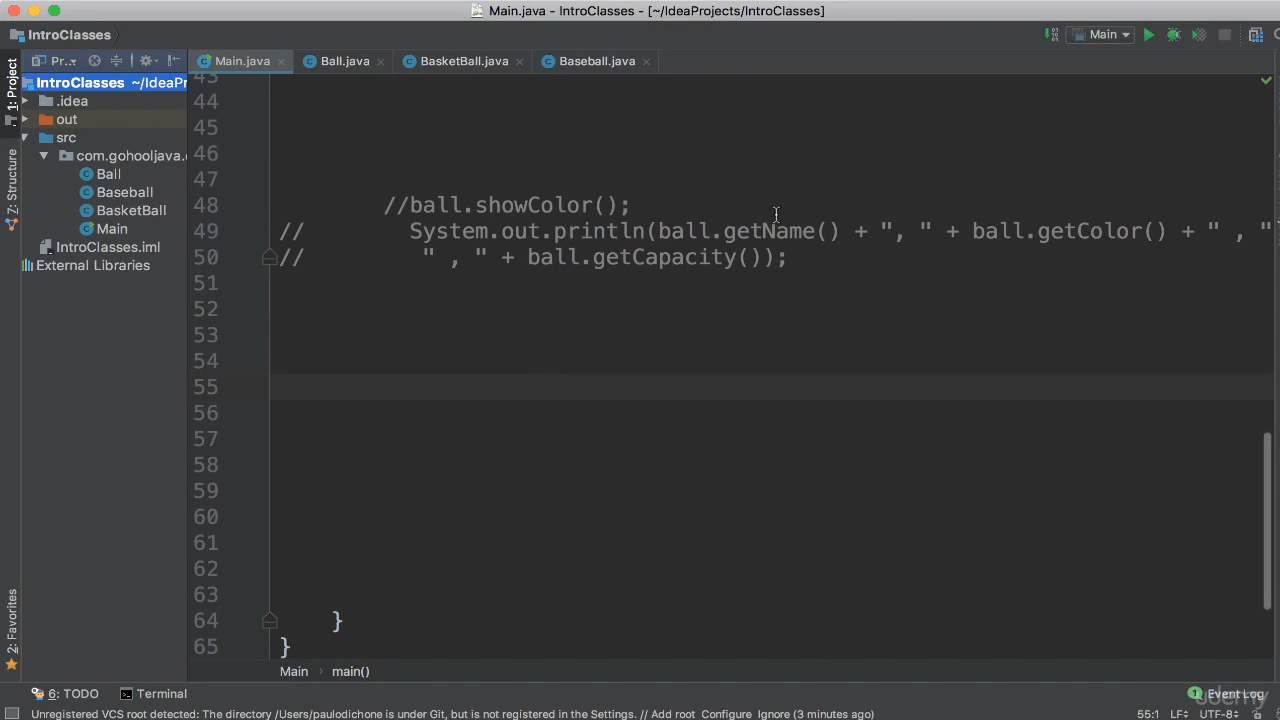 Main.java - IntroClasses - [~/IdeaProjects/IntroClasses]
IntroClasses
Main
1: Project
Pr..
Main.java
Ball.java
BasketBall.java
Baseball.java
IntroClasses ~/IdeaPr
.idea
out
src
com.gohooljava.
Ball
Baseball
BasketBall
Main
IntroClasses.iml
External Libraries
Z: Structure
2: Favorites
43
44
45
46
47
48 //ball.showColor();
49 // System.out.println(ball.getName() + ", " + ball.getColor() + " , "
50 // " , " + ball.getCapacity());
51
52
53
54
55
56
57
58
59
60
61
62
63
64 }
65 }
Main main()
6: TODO Terminal
1 Event Log
udemy
Unregistered VCS root detected: The directory /Users/paulodichone is under Git, but is not registered in the Settings. // Add root Configure Ignore (3 minutes ago)
55:1 LF UTF-8